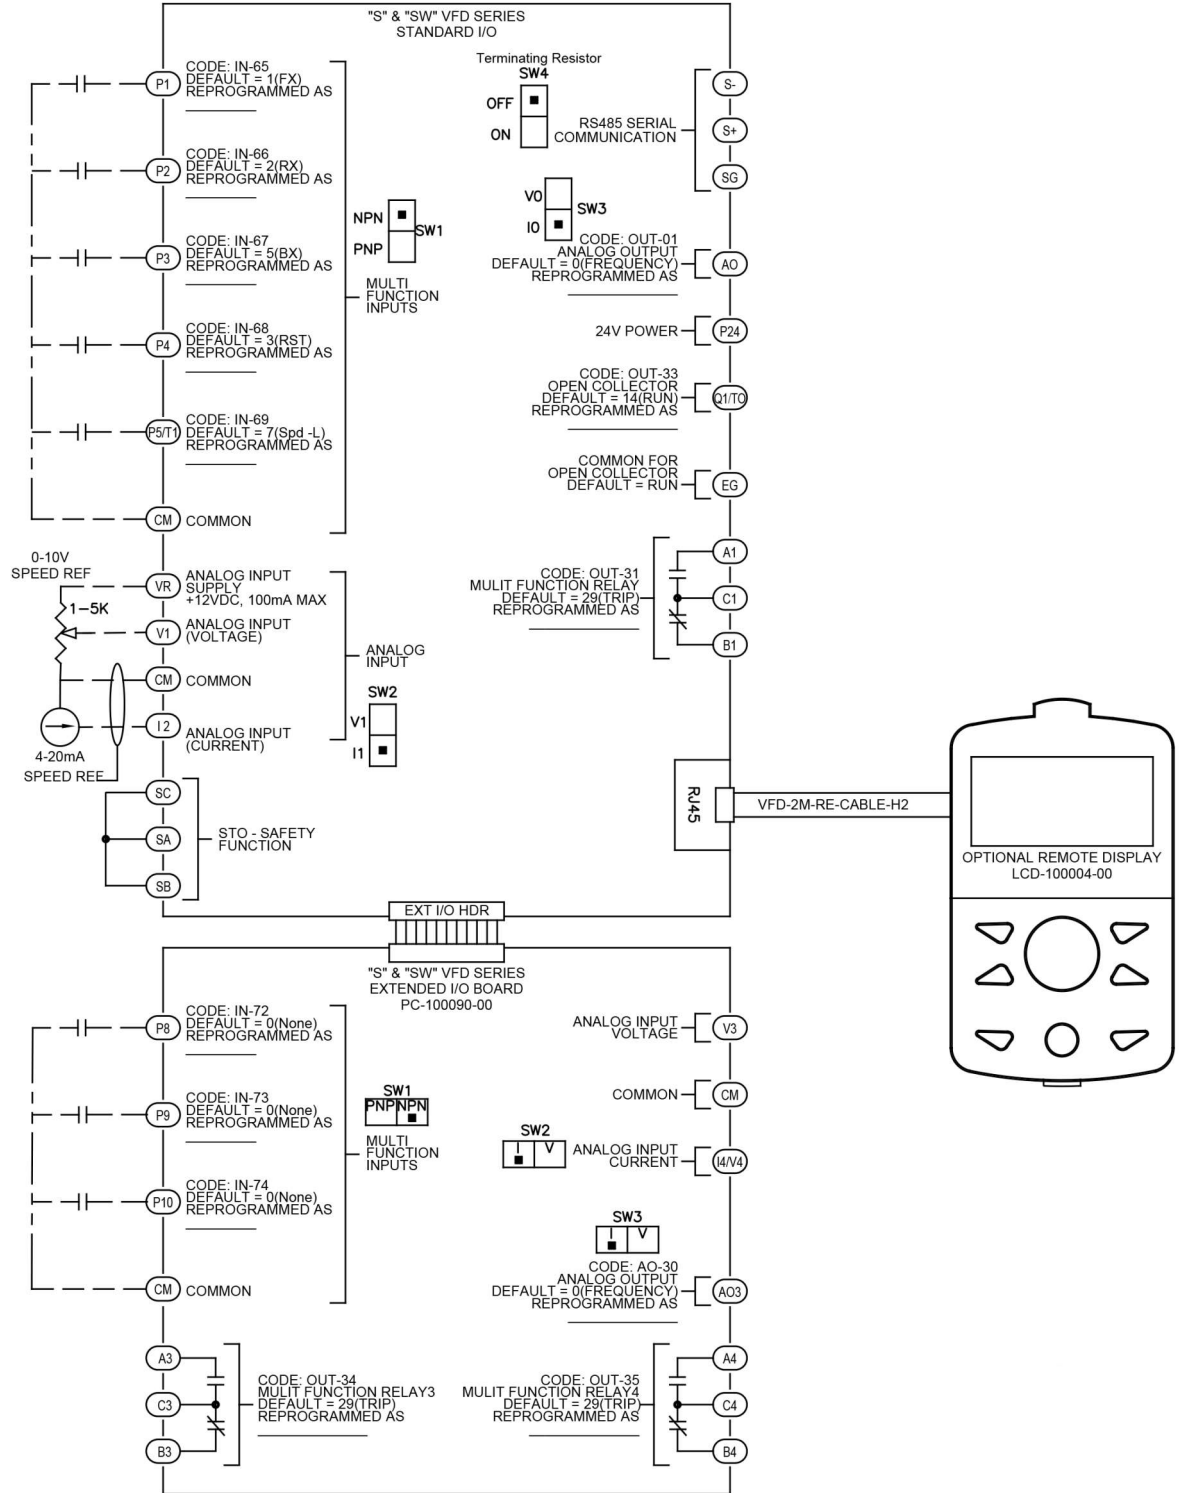 "S" & "SW" VFD SERIES
STANDARD I/O
P1
CODE: IN-65
DEFAULT = 1(FX)
REPROGRAMMED AS
P2
CODE: IN-66
DEFAULT = 2(RX)
REPROGRAMMED AS
P3
CODE: IN-67
DEFAULT = 5(BX)
REPROGRAMMED AS
P4
CODE: IN-68
DEFAULT = 3(RST)
REPROGRAMMED AS
P5/T1
CODE: IN-69
DEFAULT = 7(Spd -L)
REPROGRAMMED AS
CM
COMMON
NPN
PNP
SW1
MULTI
FUNCTION
INPUTS
Terminating Resistor
SW4
OFF
ON
RS485 SERIAL
COMMUNICATION
S-
S+
SG
V0
I0
SW3
CODE: OUT-01
ANALOG OUTPUT
DEFAULT = 0(FREQUENCY)
REPROGRAMMED AS
AO
24V POWER
P24
CODE: OUT-33
OPEN COLLECTOR
DEFAULT = 14(RUN)
REPROGRAMMED AS
Q1/TO
COMMON FOR
OPEN COLLECTOR
DEFAULT = RUN
EG
CODE: OUT-31
MULIT FUNCTION RELAY
DEFAULT = 29(TRIP)
REPROGRAMMED AS
A1
C1
B1
0-10V
SPEED REF
1-5K
VR
ANALOG INPUT
SUPPLY
+12VDC, 100mA MAX
V1
ANALOG INPUT
(VOLTAGE)
CM
COMMON
I2
ANALOG INPUT
(CURRENT)
4-20mA
SPEED REF
ANALOG
INPUT
SW2
V1
I1
SC
SA
SB
STO - SAFETY
FUNCTION
RJ45
VFD-2M-RE-CABLE-H2
OPTIONAL REMOTE DISPLAY
LCD-100004-00
EXT I/O HDR
"S" & "SW" VFD SERIES
EXTENDED I/O BOARD
PC-100090-00
P8
CODE: IN-72
DEFAULT = 0(None)
REPROGRAMMED AS
P9
CODE: IN-73
DEFAULT = 0(None)
REPROGRAMMED AS
P10
CODE: IN-74
DEFAULT = 0(None)
REPROGRAMMED AS
CM
COMMON
SW1
PNP NPN
MULTI
FUNCTION
INPUTS
ANALOG INPUT
VOLTAGE
V3
COMMON
CM
SW2
I V
ANALOG INPUT
CURRENT
I4/V4
SW3
I V
CODE: AO-30
ANALOG OUTPUT
DEFAULT = 0(FREQUENCY)
REPROGRAMMED AS
AO3
A3
C3
B3
CODE: OUT-34
MULIT FUNCTION RELAY3
DEFAULT = 29(TRIP)
REPROGRAMMED AS
CODE: OUT-35
MULIT FUNCTION RELAY4
DEFAULT = 29(TRIP)
REPROGRAMMED AS
A4
C4
B4